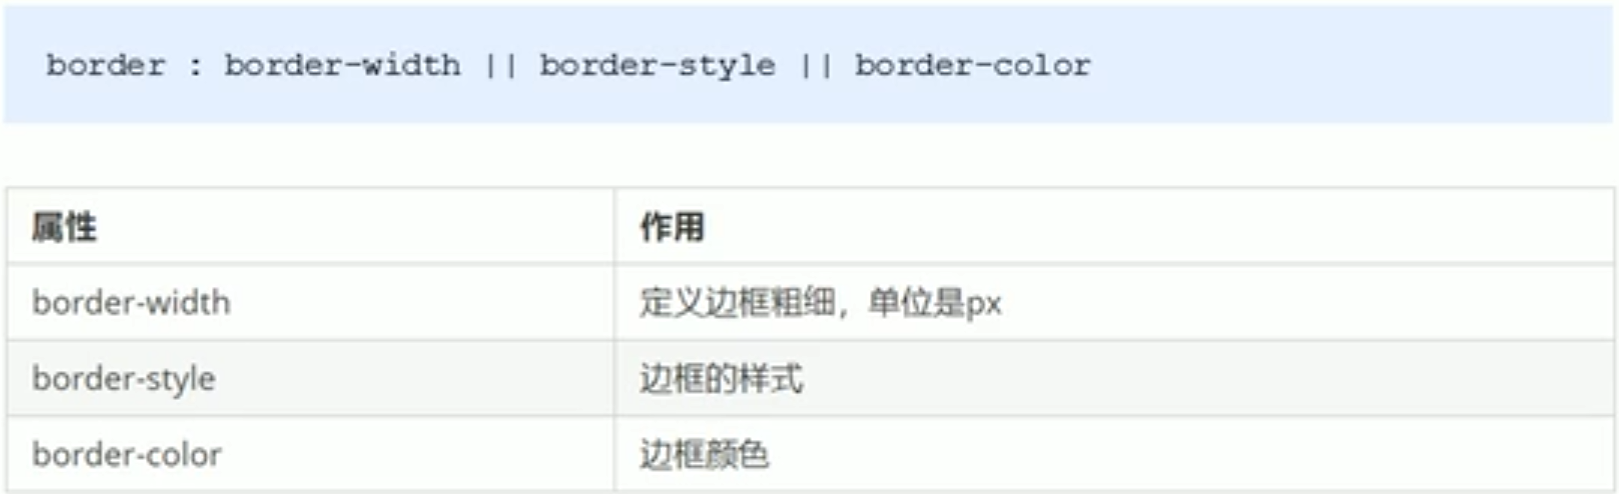 border : border-width || border-style || border-color
属性 作用
border-width 定义边框粗细，单位是px
border-style 边框的样式
border-color 边框颜色